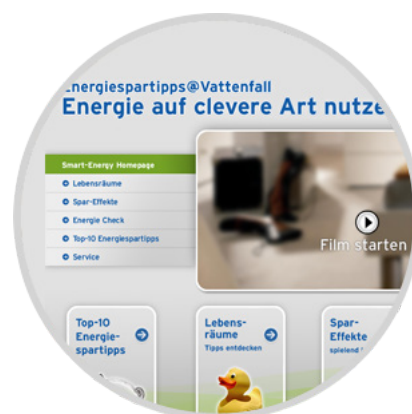 Energiespartipps@Vattenfall
Energie auf clevere Art nutze
Smart-Energy Homepage
Lebensräume
Spar-Effekte
Energie Check
Top-10 Energiespartipps
Service
Film starten
Top-10
Energie-
spartipps
Lebens-
räume
Tipps entdecken
Spar-
Effekte
spielend